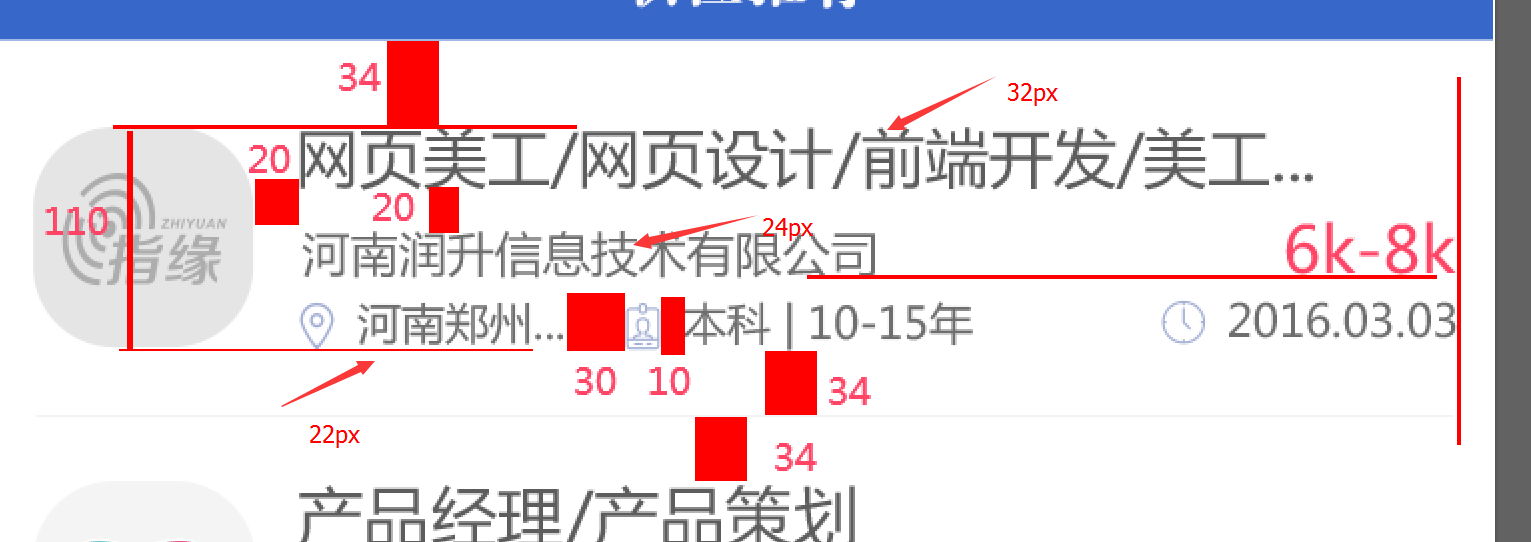 34
32px
网页美工/网页设计/前端开发/美工...
20
20
110
ZHIYUAN
指缘
24px
河南润升信息技术有限公司
6k-8k
河南郑州...
本科 | 10-15年
2016.03.03
30
10
34
22px
34
产品经理/产品策划